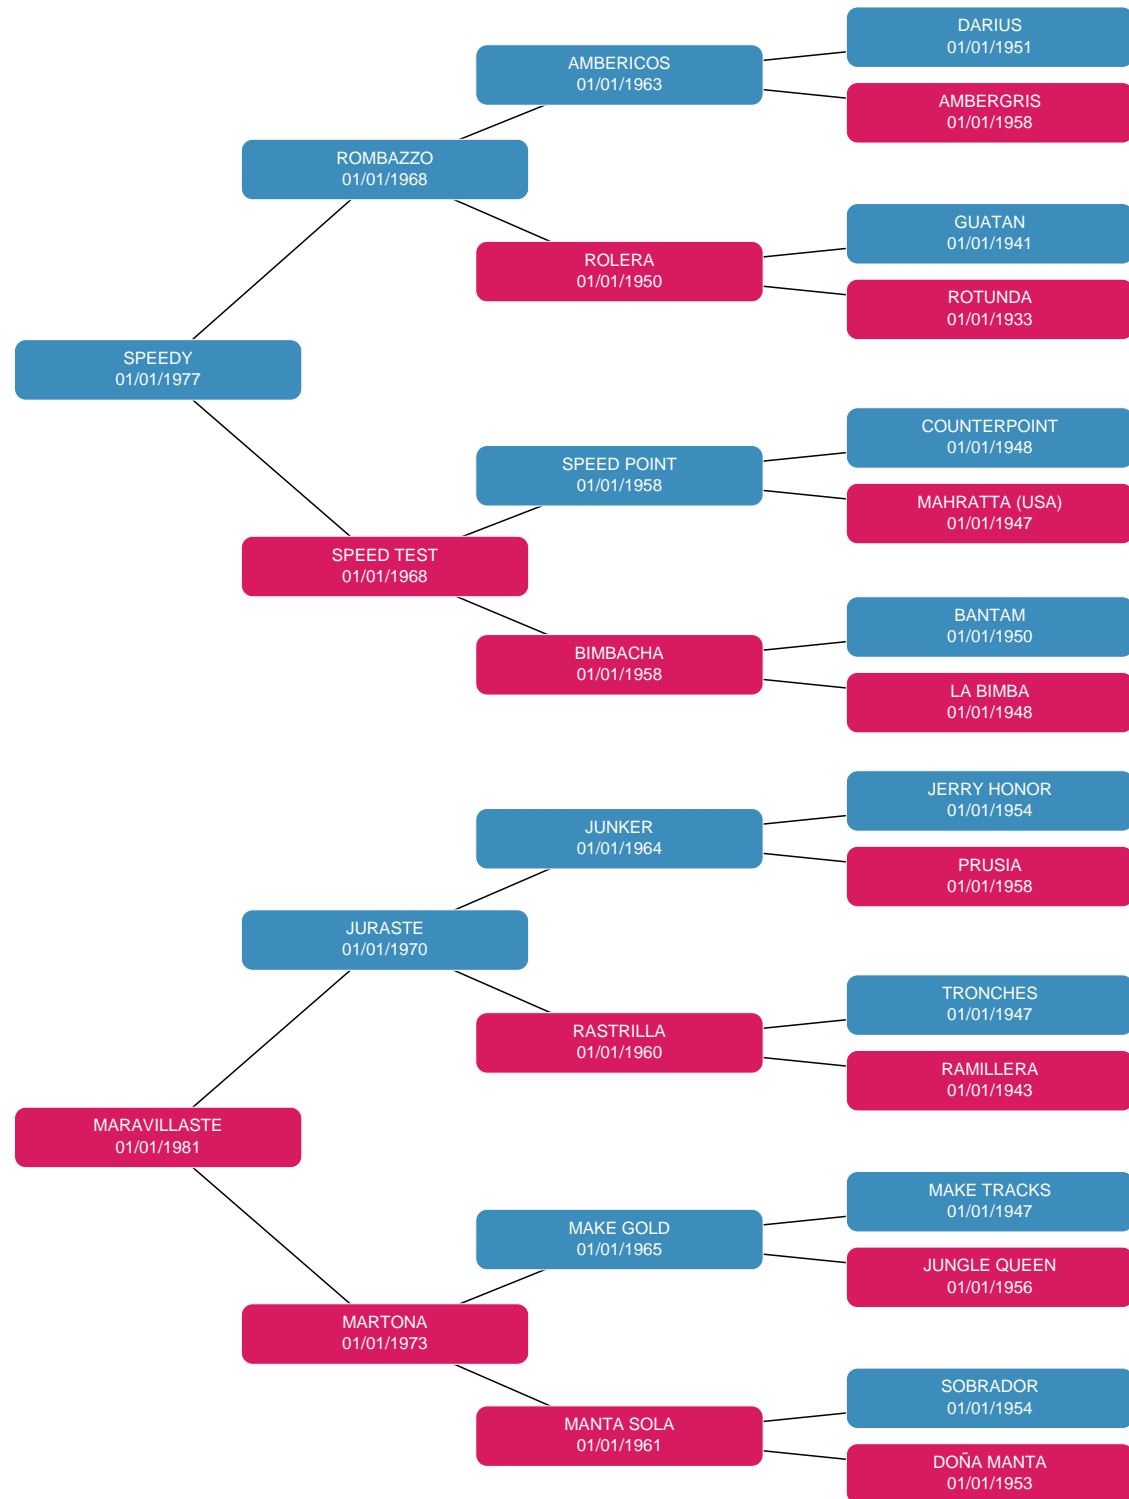 DARIUS
01/01/1951
AMBERICOS
01/01/1963
AMBERGRIS
01/01/1958
ROMBAZZO
01/01/1968
GUATAN
01/01/1941
ROLERA
01/01/1950
ROTUNDA
01/01/1933
SPEEDY
01/01/1977
COUNTERPOINT
01/01/1948
SPEED POINT
01/01/1958
MAHRATTA (USA)
01/01/1947
SPEED TEST
01/01/1968
BANTAM
01/01/1950
BIMBACHA
01/01/1958
LA BIMBA
01/01/1948
JERRY HONOR
01/01/1954
JUNKER
01/01/1964
PRUSIA
01/01/1958
JURASTE
01/01/1970
TRONCHES
01/01/1947
RASTRILLA
01/01/1960
RAMILLERA
01/01/1943
MARAVILLASTE
01/01/1981
MAKE TRACKS
01/01/1947
MAKE GOLD
01/01/1965
JUNGLE QUEEN
01/01/1956
MARTONA
01/01/1973
SOBRADOR
01/01/1954
MANTA SOLA
01/01/1961
DOÑA MANTA
01/01/1953